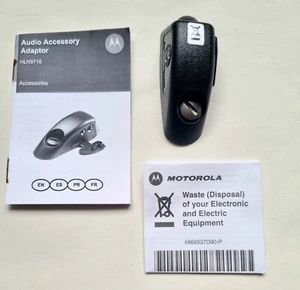 Audio Accessory
Adaptor
HLN9716
Accessories
EN
ES
PR
FR
MOTOROLA
Waste (Disposal)
of your Electronic
and Electric
Equipment
6866537D90-P